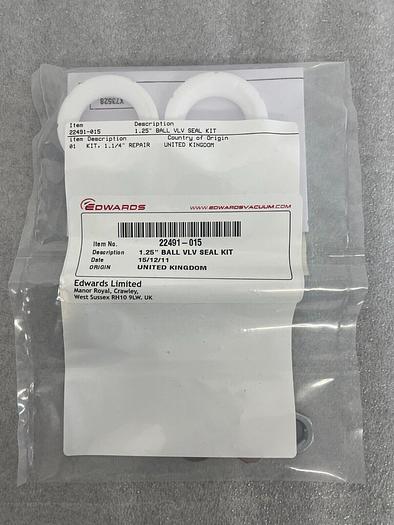 X73528
Item Description
22491-015 1.25" BALL VLV SEAL KIT
item Description Country of Origin
01 KIT, 1.1/4" REPAIR UNITED KINGDOM
EDWARDS WWW.EDWARDSVACUUM.COM
Item No. 22491-015
Description 1.25" BALL VLV SEAL KIT
Date 15/12/11
ORIGIN UNITED KINGDOM
Edwards Limited
Manor Royal, Crawley,
West Sussex RH10 9LW. UK